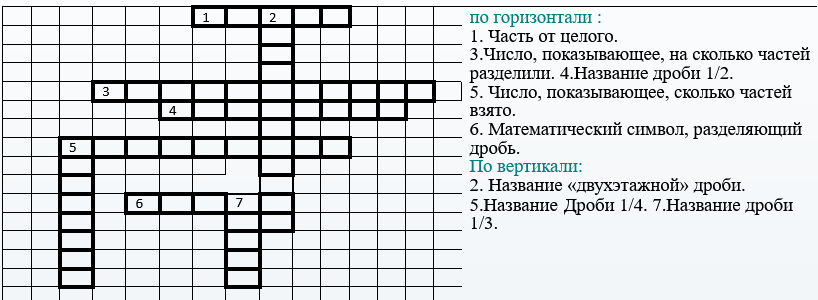 1 2
3
4
5
6 7
по горизонтали :
1. Часть от целого.
3.Число, показывающее, на сколько частей
разделили. 4.Название дроби 1/2.
5. Число, показывающее, сколько частей
взято.
6. Математический символ, разделяющий
дробь.
По вертикали:
2. Название «двухэтажной» дроби.
5.Название Дроби 1/4. 7.Название дроби
1/3.